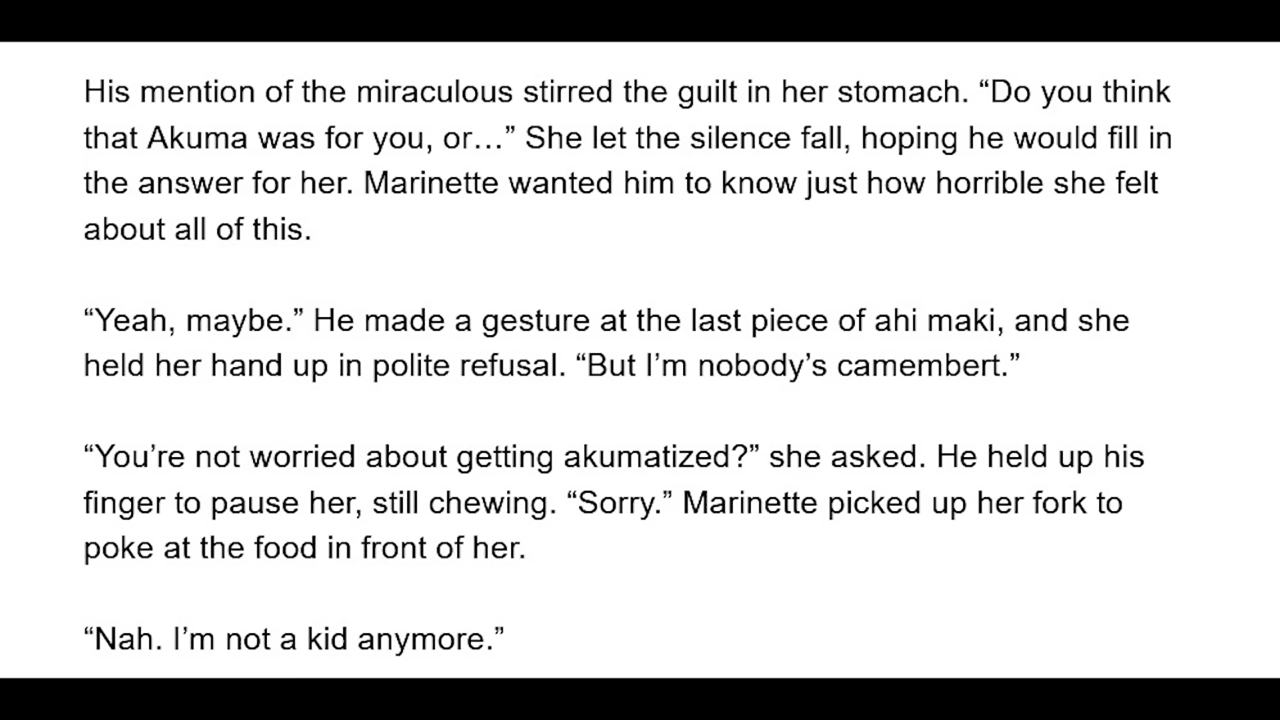 His mention of the miraculous stirred the guilt in her stomach. “Do you think
that Akuma was for you, or…” She let the silence fall, hoping he would fill in
the answer for her. Marinette wanted him to know just how horrible she felt
about all of this.
“Yeah, maybe.” He made a gesture at the last piece of ahi maki, and she
held her hand up in polite refusal. “But I’m nobody’s camembert.”
“You’re not worried about getting akumatized?” she asked. He held up his
finger to pause her, still chewing. “Sorry.” Marinette picked up her fork to
poke at the food in front of her.
“Nah. I’m not a kid anymore.”